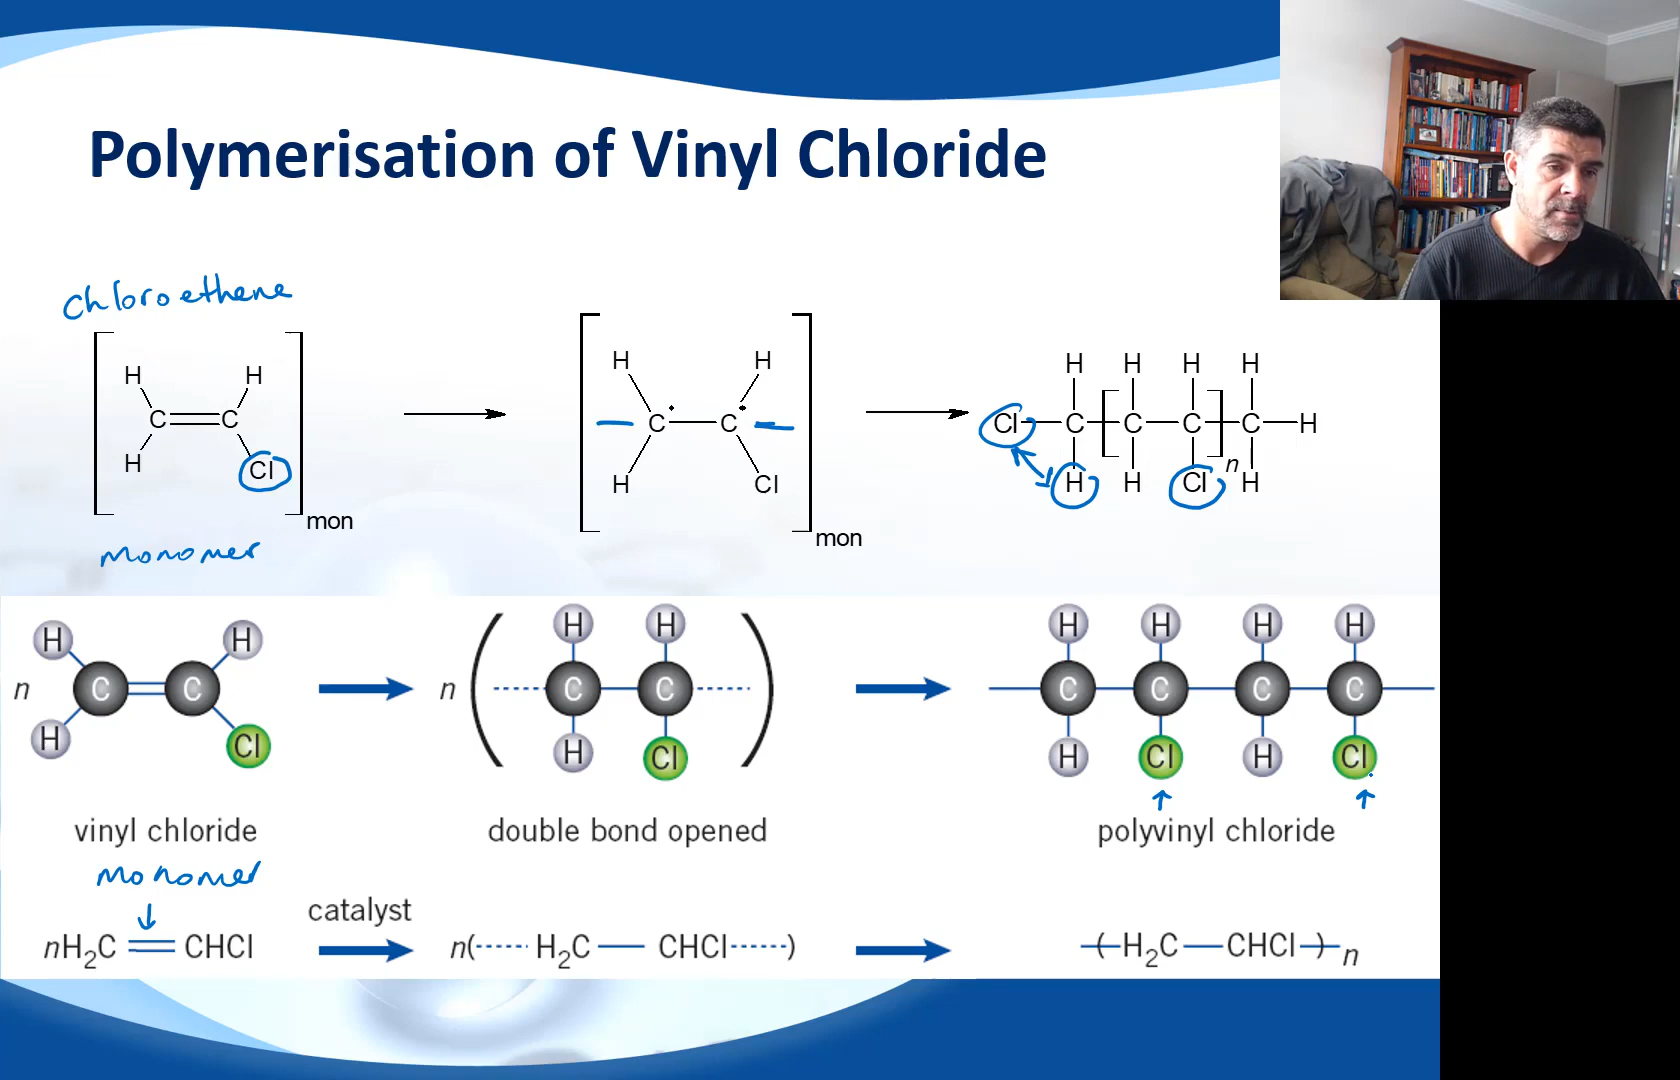 Polymerisation of Vinyl Chloride
chloroethene
H H
C C
H Cl
mon
monomer
H H
C C
H Cl
mon
H H H H
Cl C C C C H
H H Cl n H
n H H
C C
H Cl
n H H
C C
H Cl
H H H H
C C C C
H Cl H Cl
vinyl chloride
double bond opened
polyvinyl chloride
monomer
catalyst
nH₂C═CHCl
n(-----H₂C—CHCl------)
(H₂C—CHCl)n